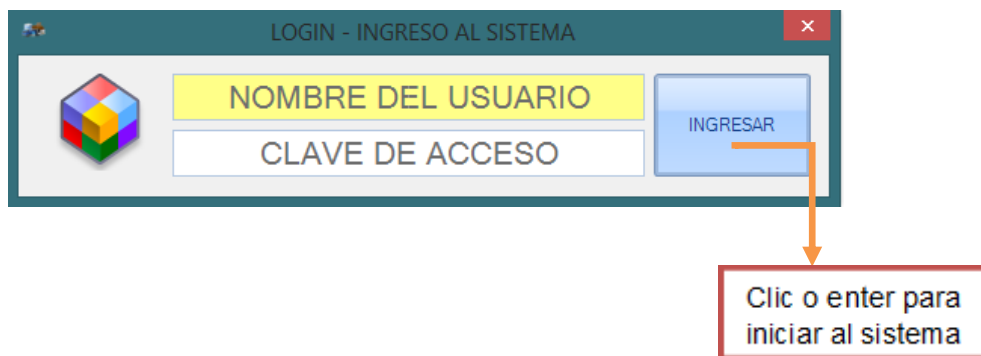 LOGIN - INGRESO AL SISTEMA
NOMBRE DEL USUARIO
CLAVE DE ACCESO
INGRESAR
Clic o enter para
iniciar al sistema